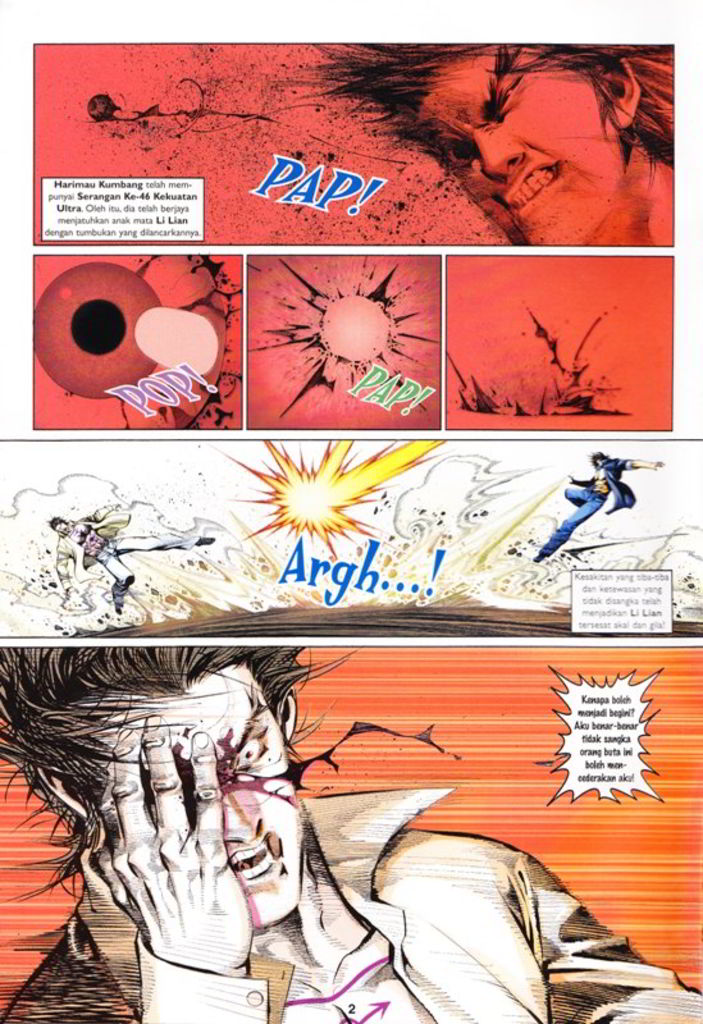 PAP!
Harimau Kumbang telah mem-
punyai Serangan Ke-46 Kekuatan
Ultra. Oleh itu, dia telah berjaya
menjatuhkan anak mata Li Lian
dengan tumbukan yang dilancarkannya.
POP!
PAP!
Argh....!
Kesakitan yang tiba-tiba
dan ketewasan yang
tidak disangka telah
menjadikan Li Lian
tersesat akal dan gila!
Kenapa boleh
menjadi begini?
Aku benar-benar
tidak sangka
orang buta ini
boleh men-
cederakan aku!
2